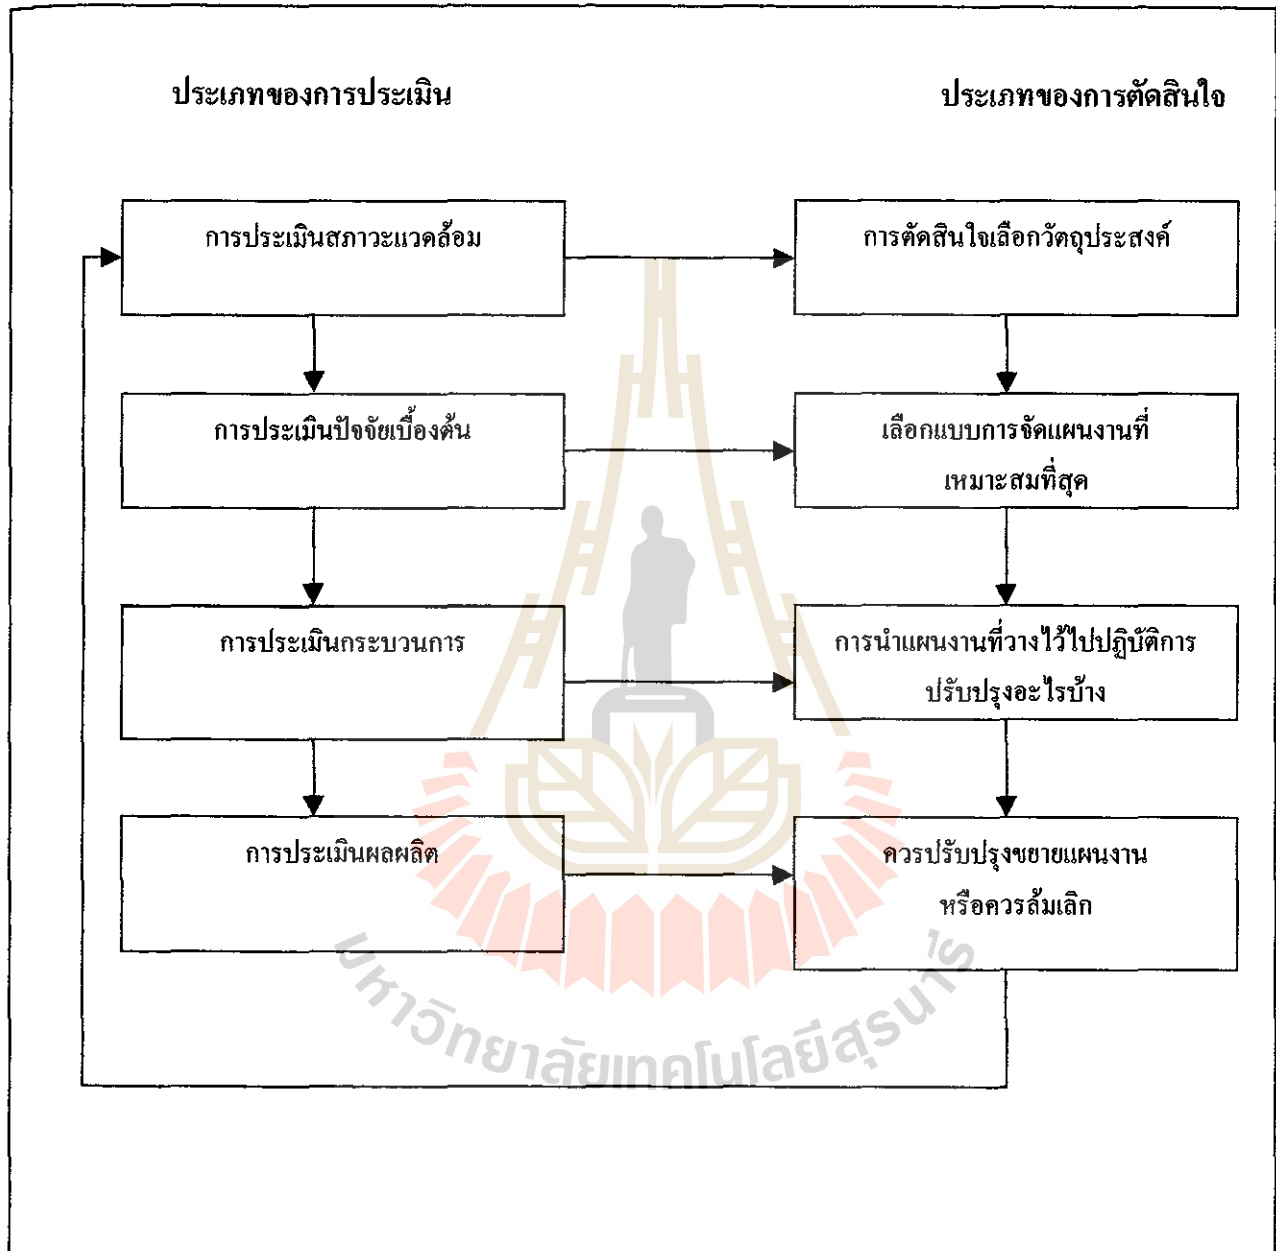 ประเภทของการประเมิน
ประเภทของการตัดสินใจ
การประเมินสภาวะแวดล้อม
การตัดสินใจเลือกวัตถุประสงค์
การประเมินปัจจัยเบื้องต้น
เลือกแบบการจัดแผนงานที่
เหมาะสมที่สุด
การประเมินกระบวนการ
การนำแผนงานที่วางไว้ไปปฏิบัติการ
ปรับปรุงอะไรบ้าง
การประเมินผลผลิต
ควรปรับปรุงขยายแผนงาน
หรือควรล้มเลิก
มหาวิทยาลัยเทคโนโลยีสุรนารี